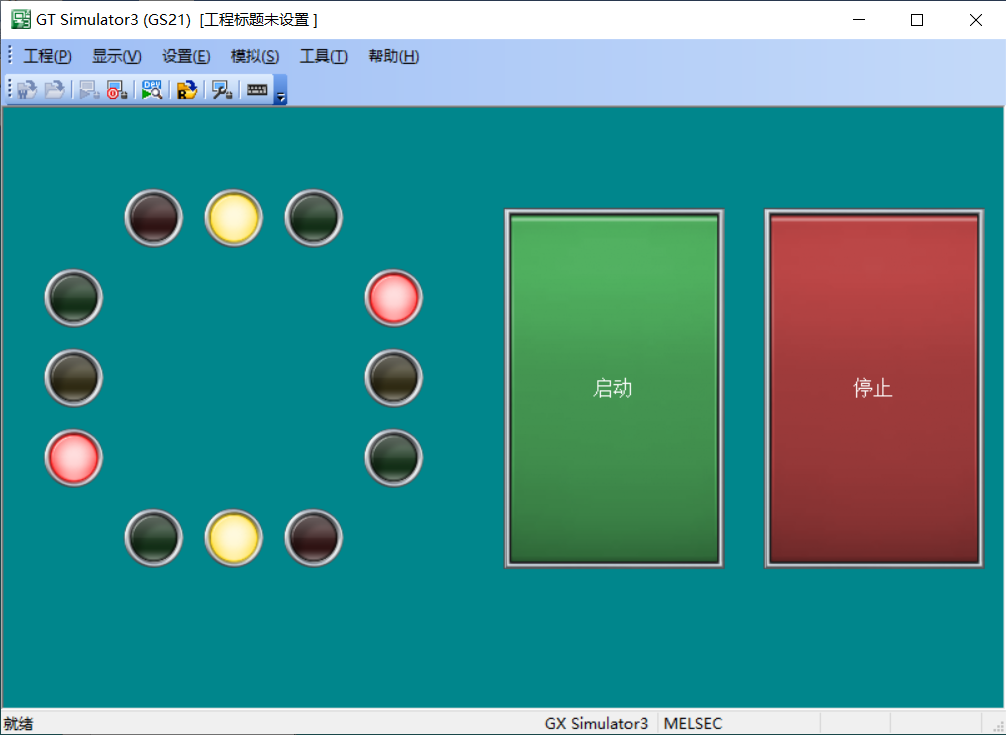 GT Simulator3 (GS21)  [工程标题未设置 ]
工程(P) 显示(V) 设置(E) 模拟(S) 工具(T) 帮助(H)
启动
停止
就绪 GX Simulator3 MELSEC